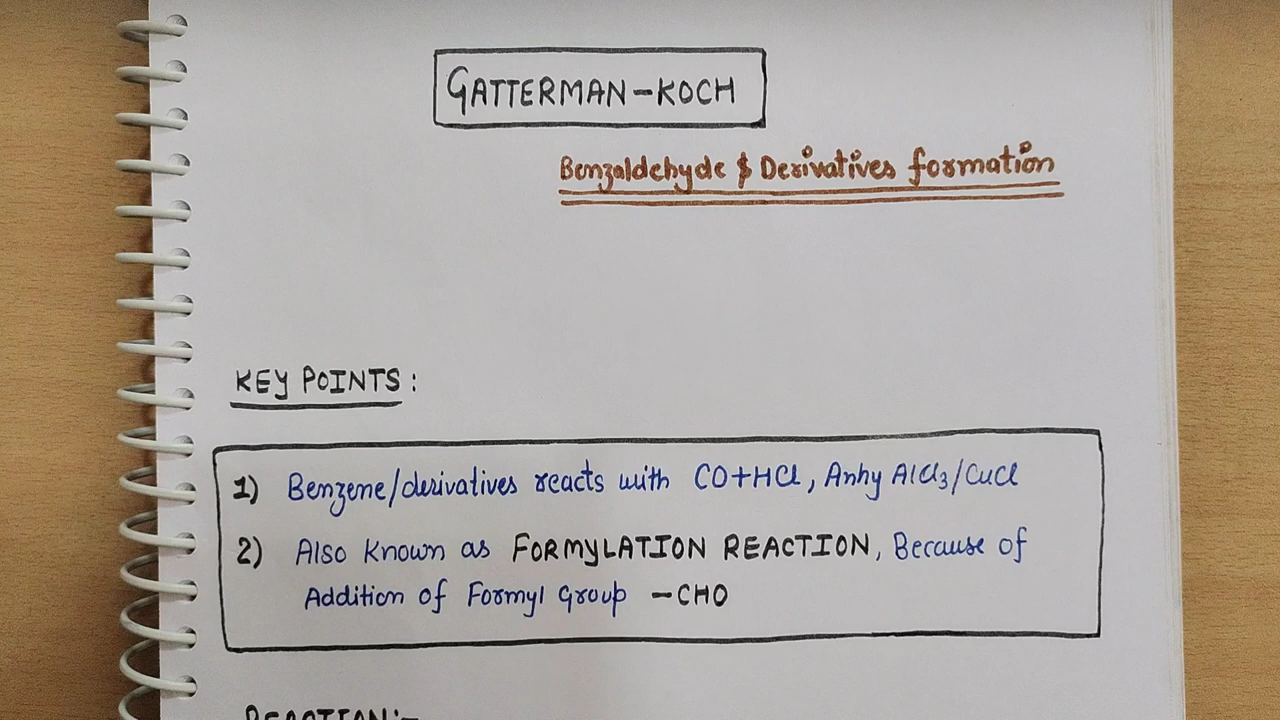 GATTERMAN-KOCH
Benzaldehyde & Derivatives formation
KEY POINTS:
1) Benzene/derivatives reacts with CO+HCl, Anhy AlCl₃/CuCl
2) Also Known as FORMYLATION REACTION, Because of
Addition of Formyl Group -CHO
REACTION:-